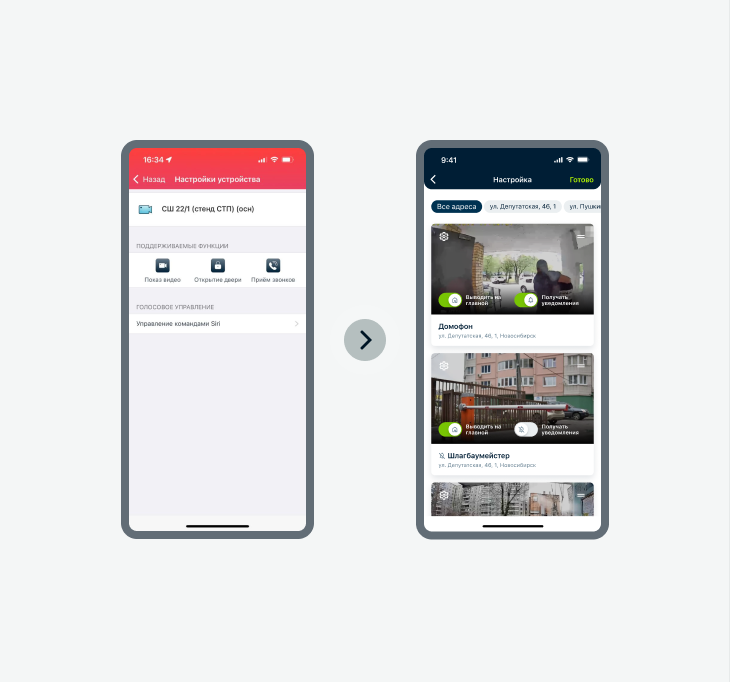 16:34
Назад
Настройки устройства
СШ 22/1 (стенд СТП) (осн)
ПОДДЕРЖИВАЕМЫЕ ФУНКЦИИ
Показ видео
Открытие двери
Приём звонков
ГОЛОСОВОЕ УПРАВЛЕНИЕ
Управление командами Siri
9:41
Настройка
Готово
Все адреса
ул. Депутатская, 46, 1
ул. Пушки
Выводить на
главной
Получать
уведомления
Домофон
ул. Депутатская, 46, 1, Новосибирск
Выводить на
главной
Получать
уведомления
Шлагбаумейстер
ул. Депутатская, 46, 1, Новосибирск